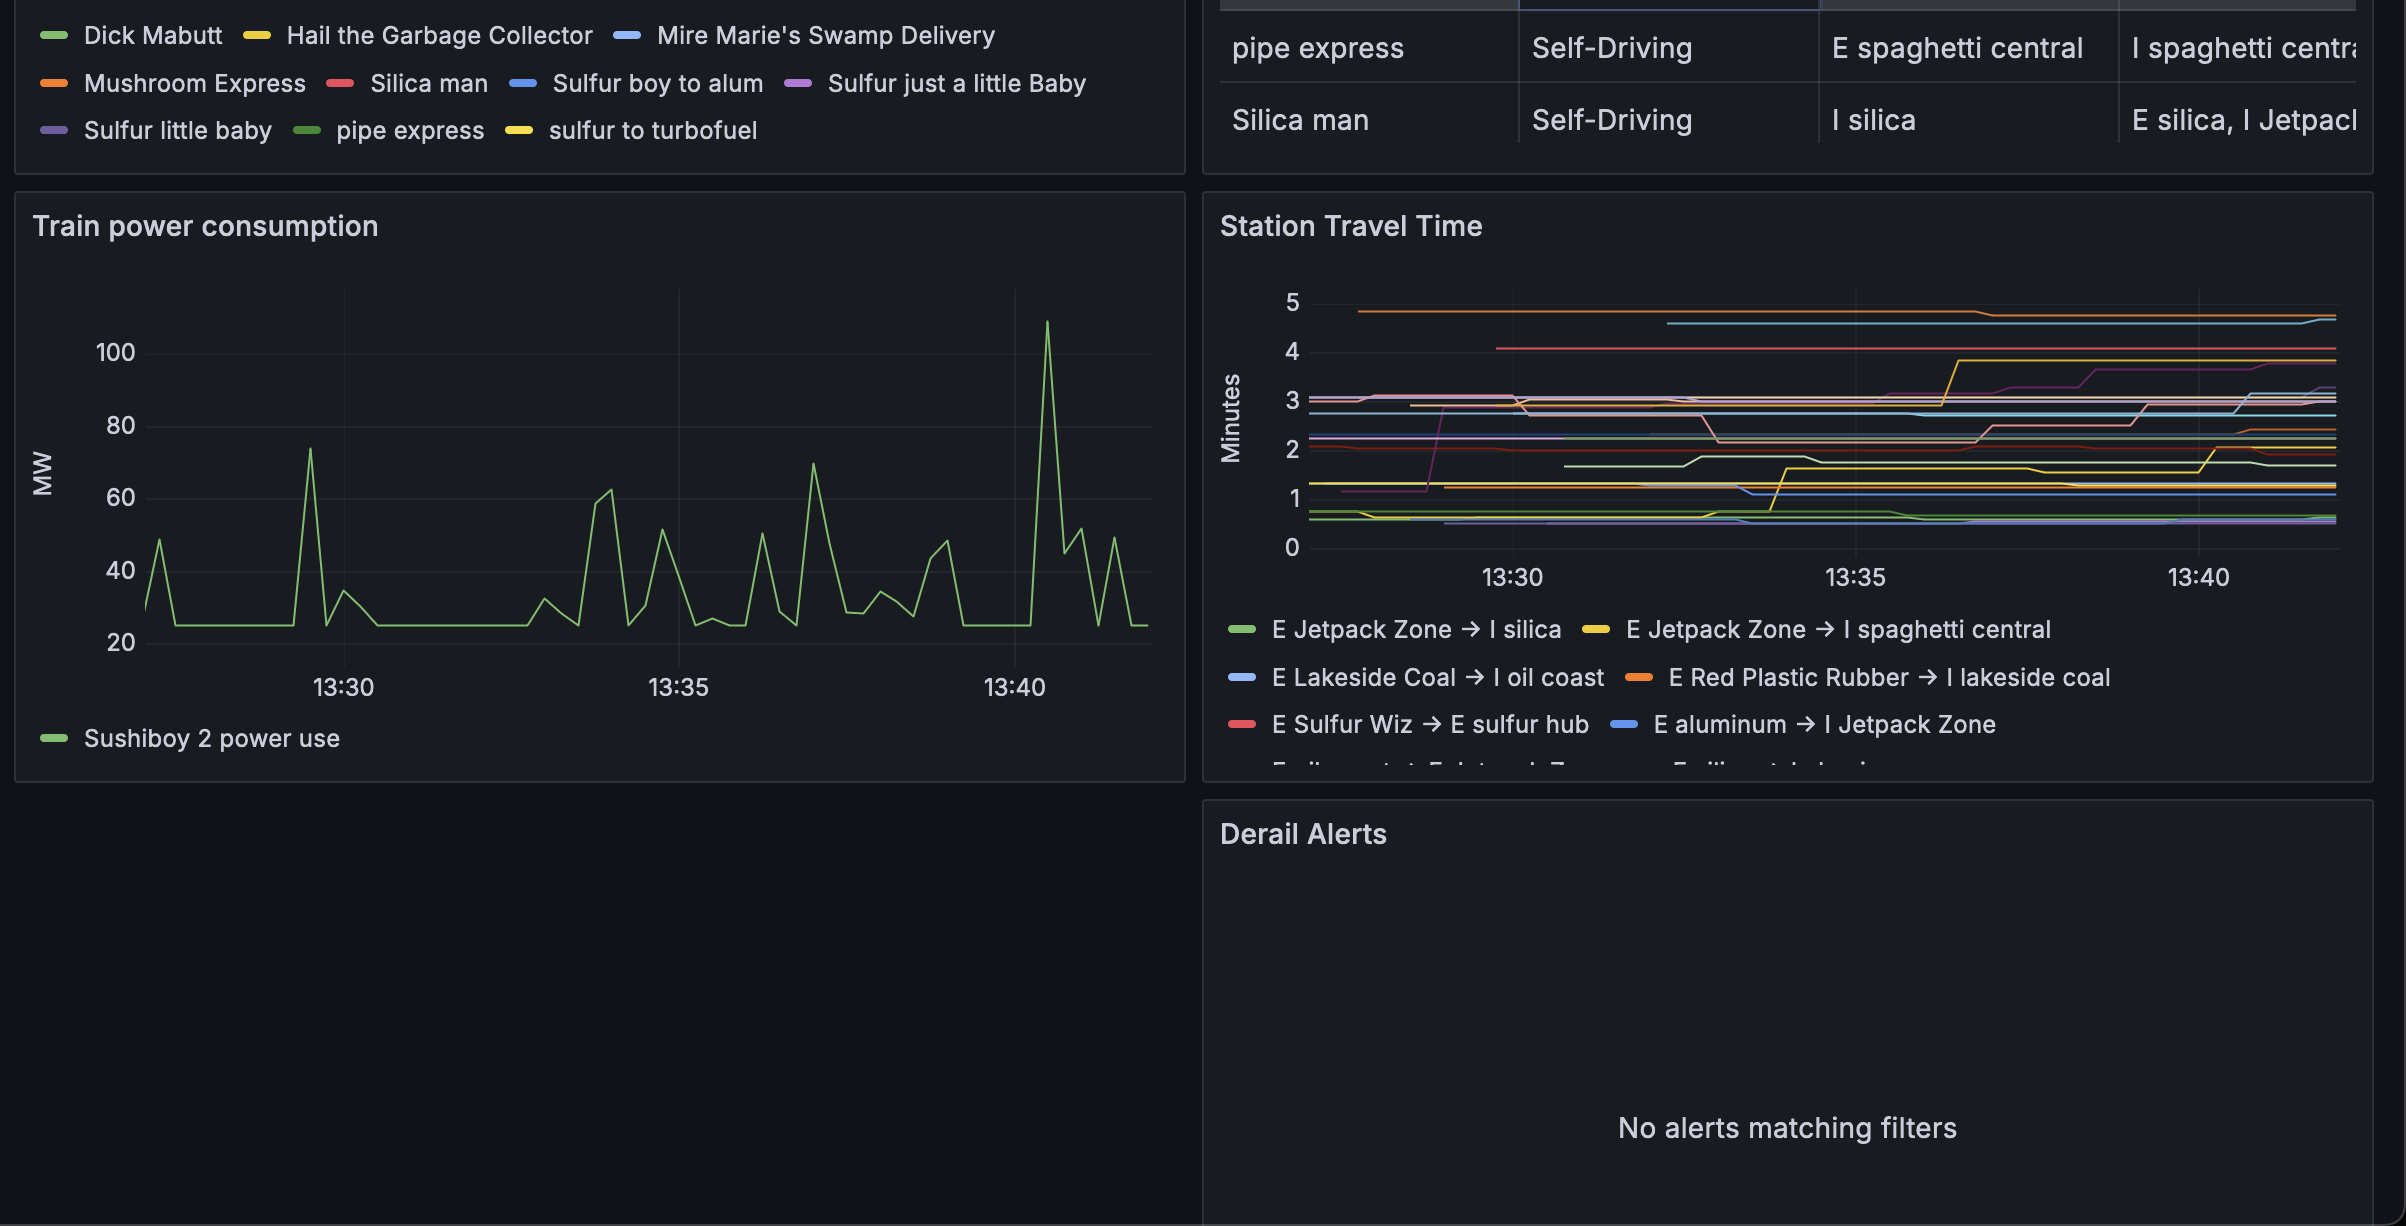 Dick Mabutt Hail the Garbage Collector Mire Marie's Swamp Delivery
Mushroom Express Silica man Sulfur boy to alum Sulfur just a little Baby
Sulfur little baby pipe express sulfur to turbofuel
pipe express Self-Driving E spaghetti central I spaghetti
Silica man Self-Driving I silica E silica, I
Train power consumption
MW
100
80
60
40
20
13:30 13:35 13:40
Sushiboy 2 power use
Station Travel Time
Minutes
5
4
3
2
1
0
13:30 13:35 13:40
E Jetpack Zone → I silica E Jetpack Zone → I spaghetti central
E Lakeside Coal → I oil coast E Red Plastic Rubber → I lakeside coal
E Sulfur Wiz → E sulfur hub E aluminum → I Jetpack Zone
Derail Alerts
No alerts matching filters